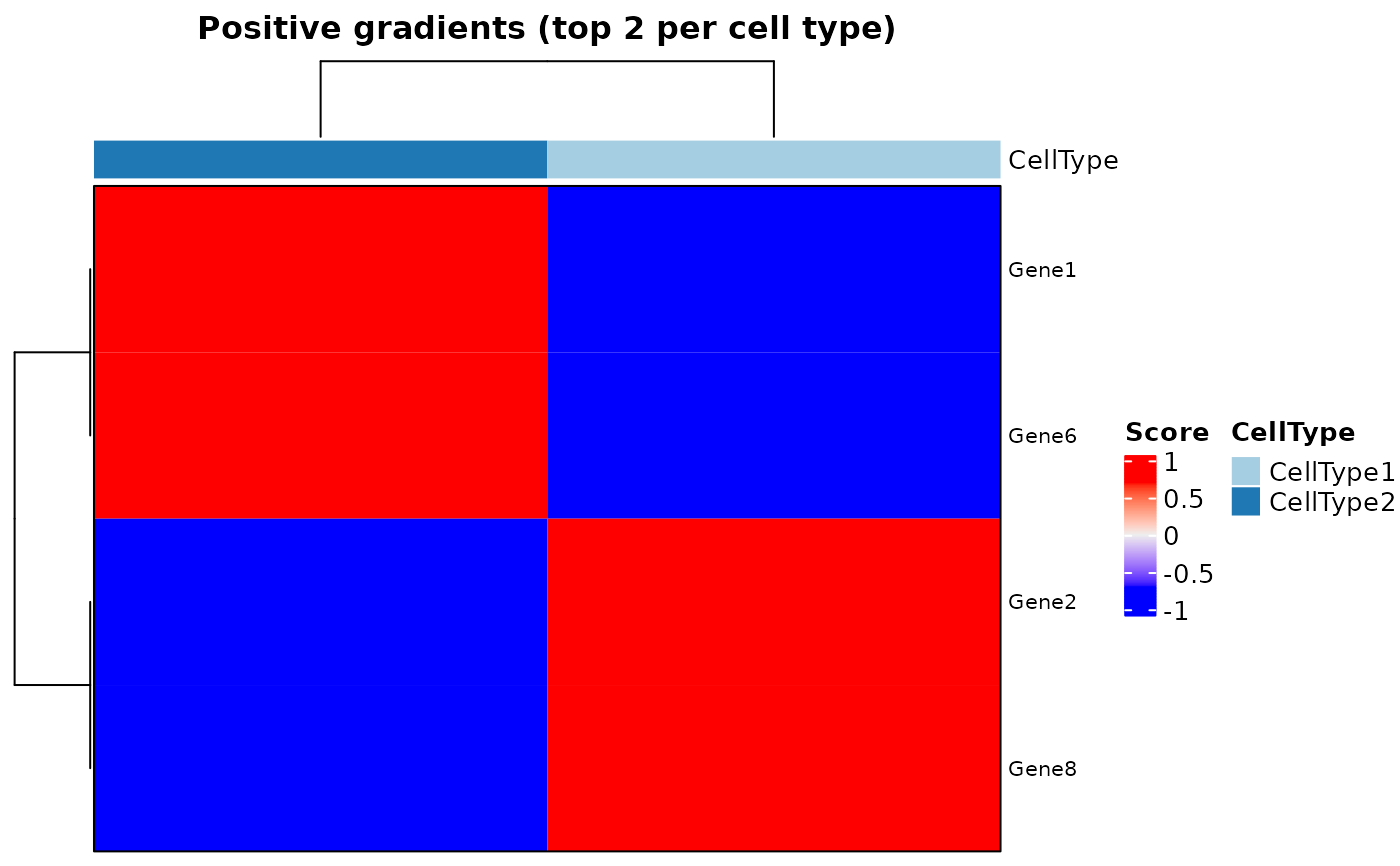 Positive gradients (top 2 per cell type)
CellType
Gene1
Gene6
Gene2
Gene8
Score
1
0.5
0
-0.5
-1
CellType
CellType1
CellType2